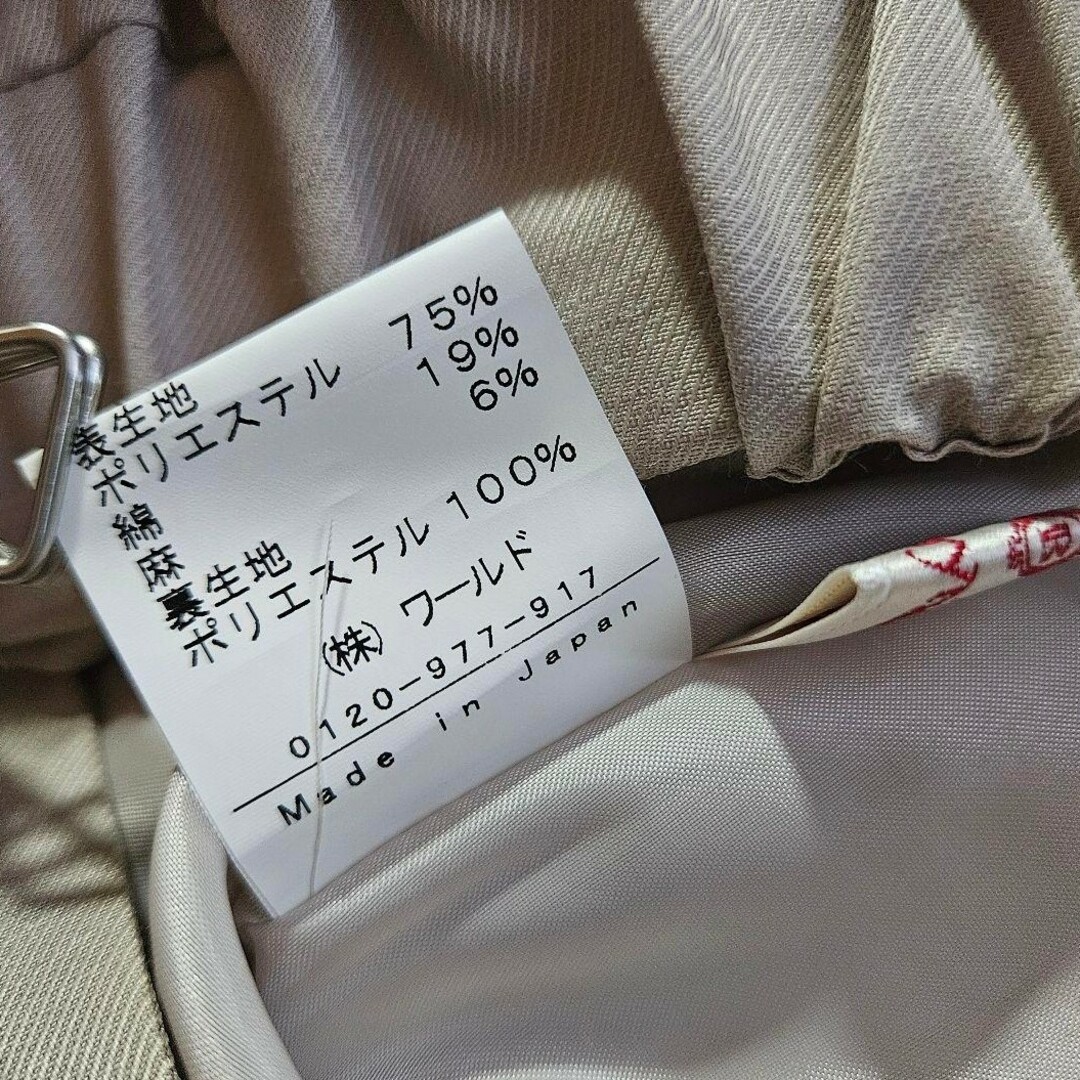 表生地
ポリエステル 75%
綿 19%
麻 6%
裏生地
ポリエステル 100%
(株) ワールド
0120-977-917
Made in Japan